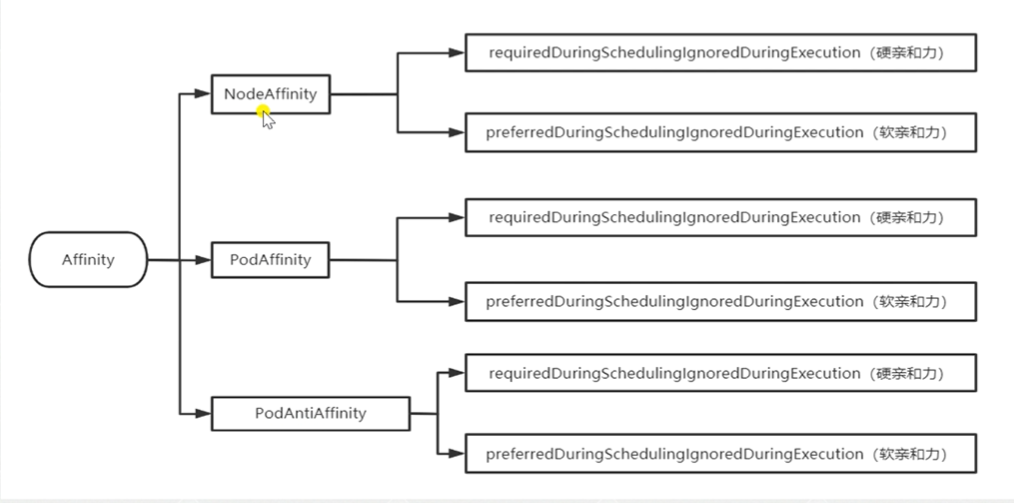 requiredDuringSchedulingIgnoredDuringExecution（硬亲和力）
NodeAffinity
preferredDuringSchedulingIgnoredDuringExecution（软亲和力）
requiredDuringSchedulingIgnoredDuringExecution（硬亲和力）
Affinity
PodAffinity
preferredDuringSchedulingIgnoredDuringExecution（软亲和力）
requiredDuringSchedulingIgnoredDuringExecution（硬亲和力）
PodAntiAffinity
preferredDuringSchedulingIgnoredDuringExecution（软亲和力）